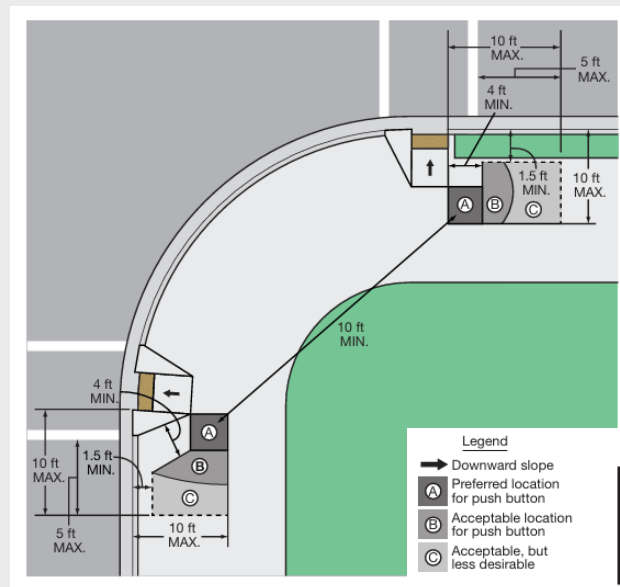 10 ft
MAX.
5 ft
MAX.
4 ft
MIN.
1.5 ft
MIN.
10 ft
MAX.
A
B
C
10 ft
MIN.
4 ft
MIN.
A
B
C
10 ft
MAX.
1.5 ft
MIN.
5 ft
MAX.
10 ft
MAX.
Legend
Downward slope
A Preferred location
for push button
B Acceptable location
for push button
C Acceptable, but
less desirable